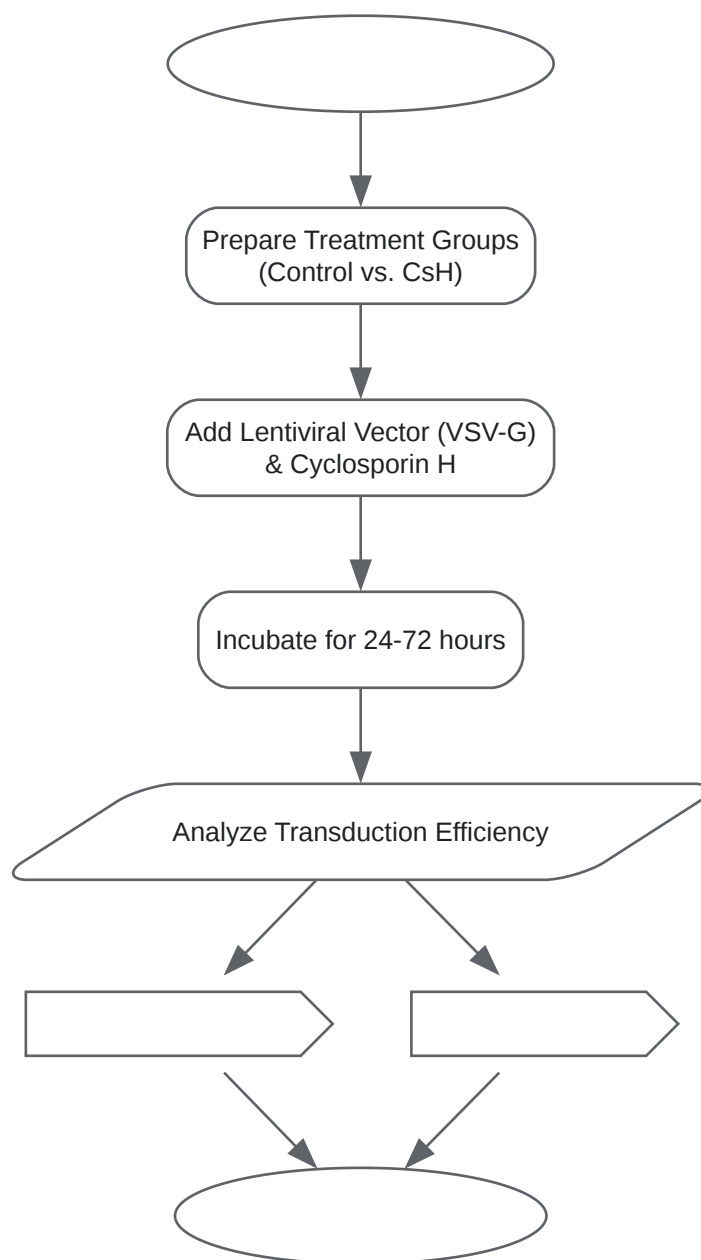 Prepare Treatment Groups
(Control vs. CsH)
Add Lentiviral Vector (VSV-G)
& Cyclosporin H
Incubate for 24-72 hours
Analyze Transduction Efficiency